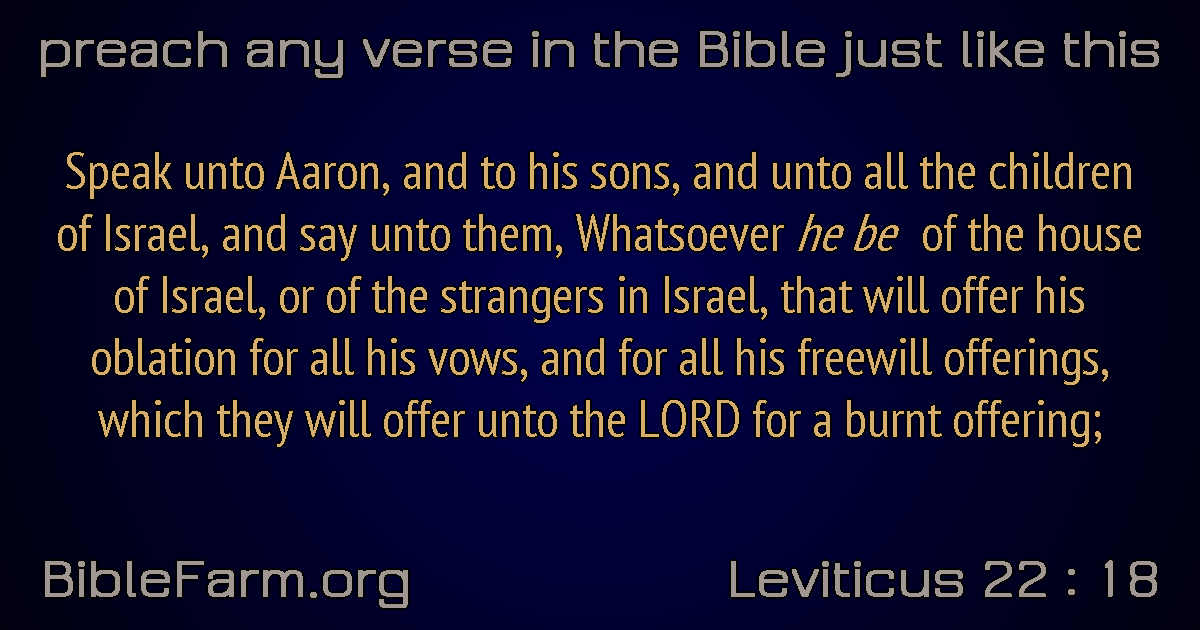 preach any verse in the Bible just like this
Speak unto Aaron, and to his sons, and unto all the children
of Israel, and say unto them, Whatsoever he be of the house
of Israel, or of the strangers in Israel, that will offer his
oblation for all his vows, and for all his freewill offerings,
which they will offer unto the LORD for a burnt offering;
BibleFarm.org
Leviticus 22 : 18